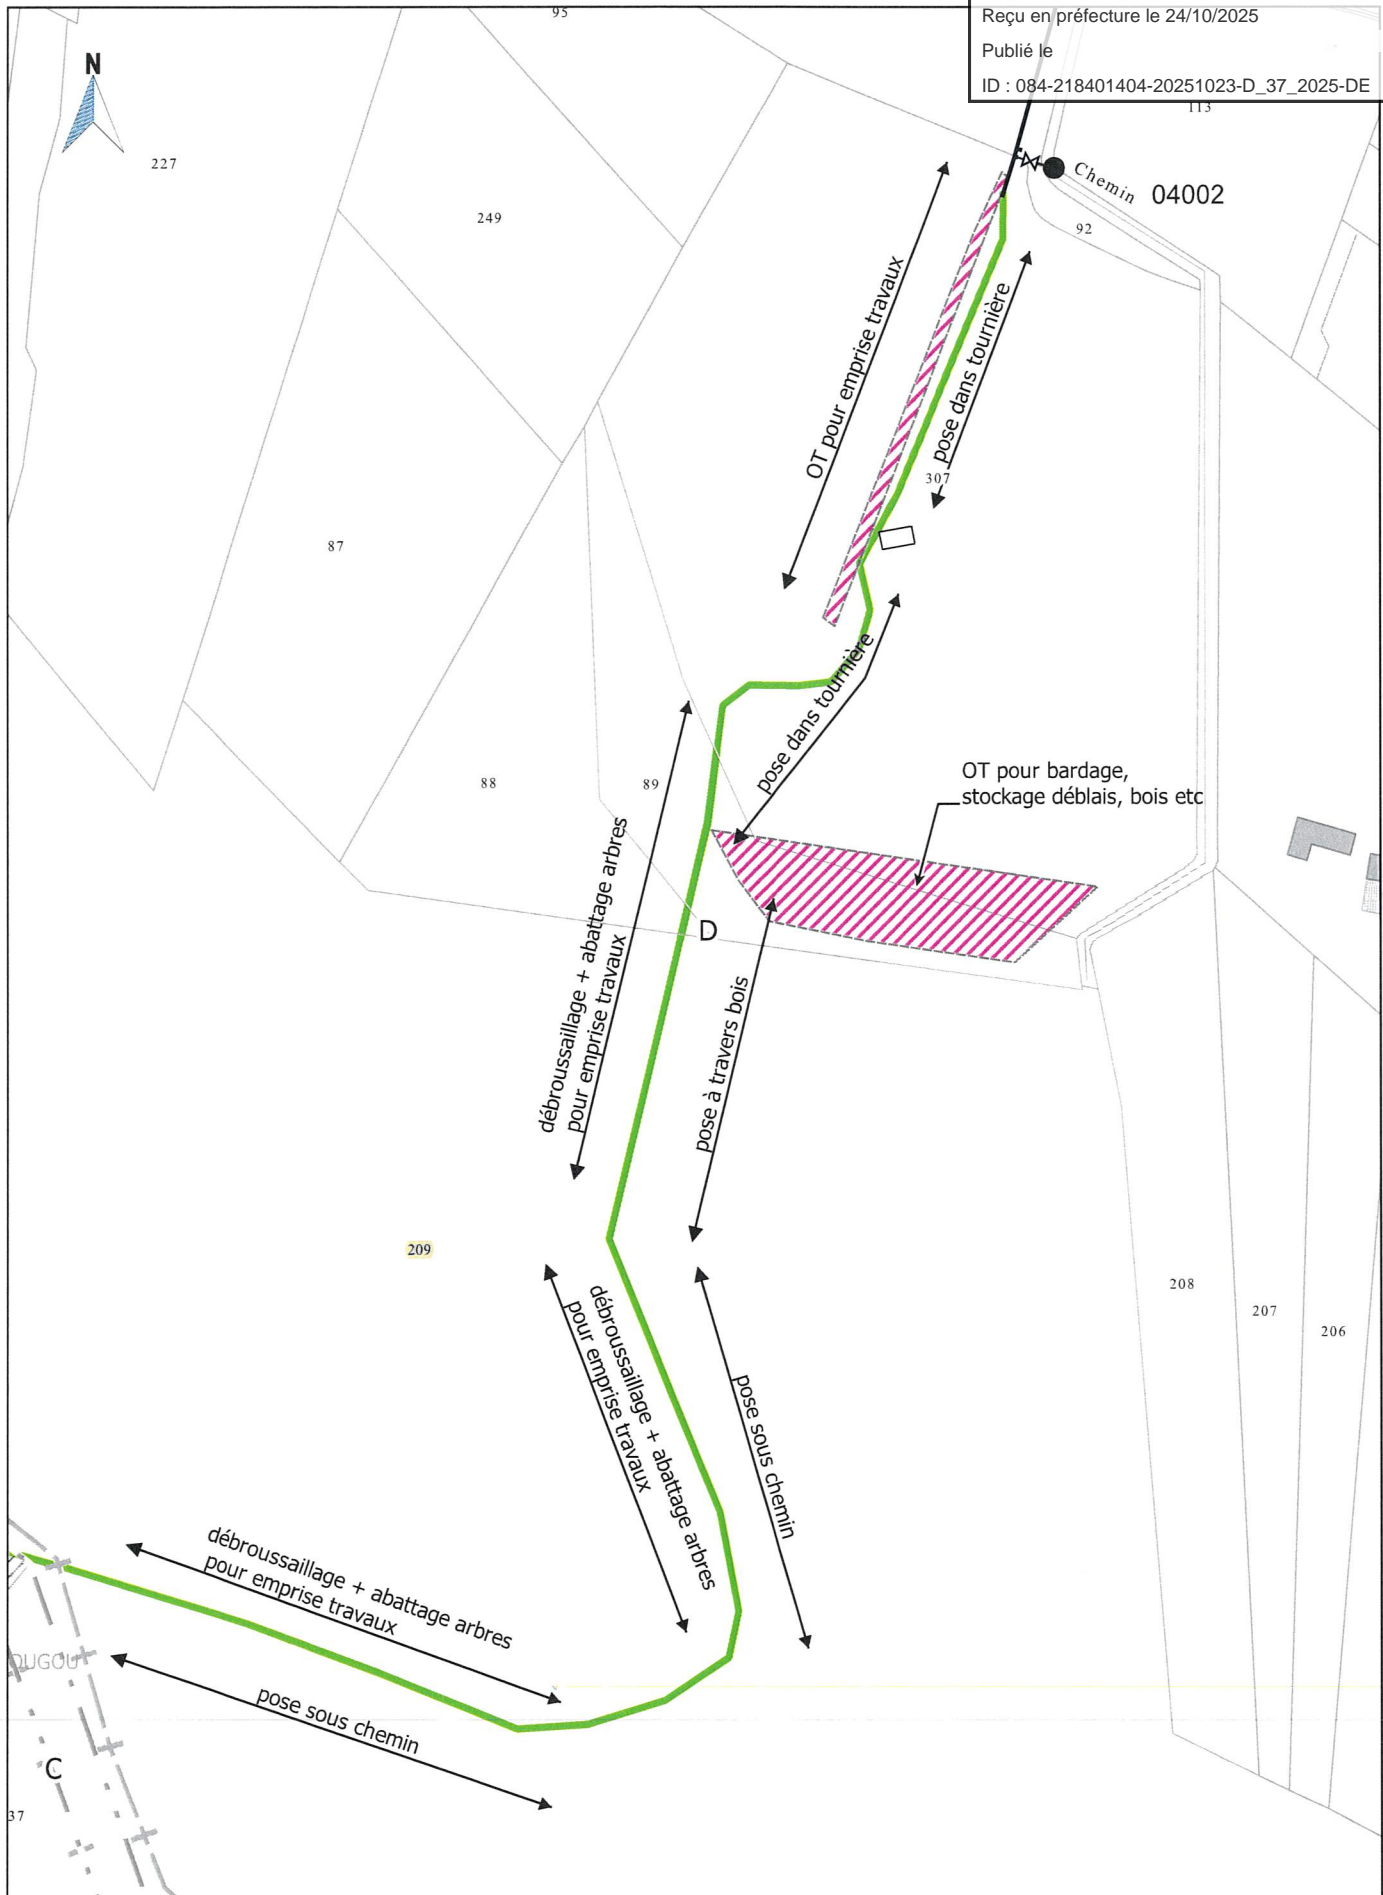 95
Reçu en préfecture le 24/10/2025
Publié le
ID : 084-218401404-20251023-D_37_2025-DE
113
N
227
249
Chemin
04002
92
OT pour emprise travaux
pose dans tournière
307
87
pose dans tournière
88
89
OT pour bardage,
stockage déblais, bois etc
débroussaillage + abattage arbres
pour emprise travaux
D
pose à travers bois
209
208
207
206
débroussaillage + abattage arbres
pour emprise travaux
pose sous chemin
débroussaillage + abattage arbres
pour emprise travaux
OUGOU
pose sous chemin
C
37